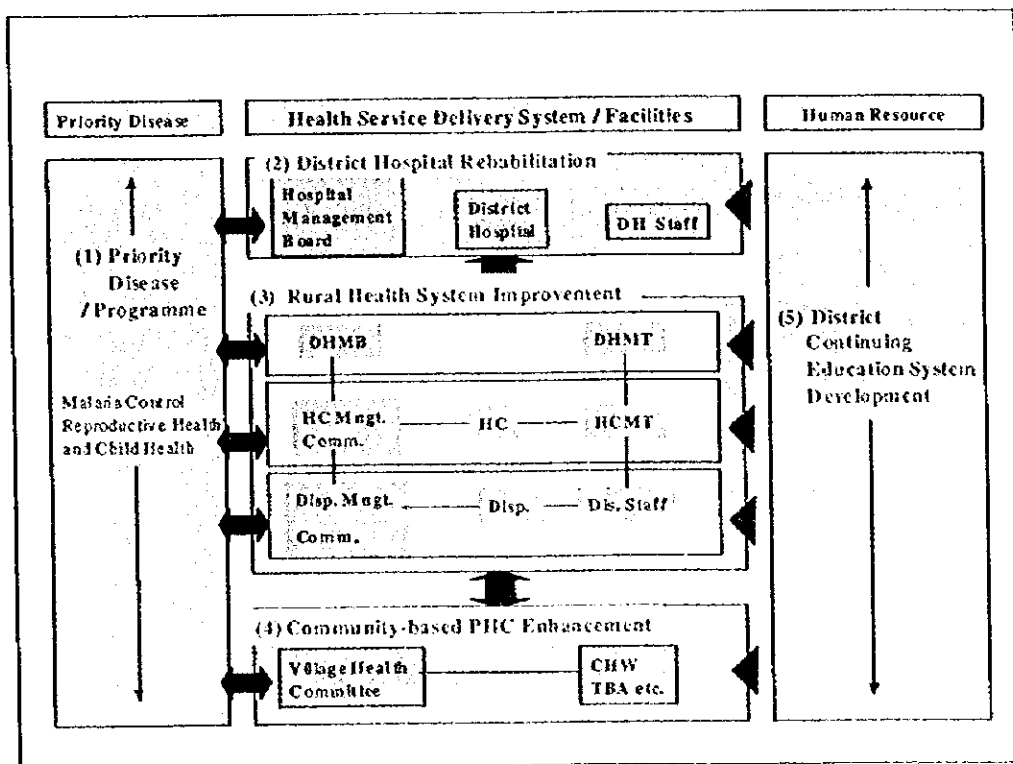 Priority Disease
Health Service Delivery System / Facilities
Human Resource
(1) Priority
Disease
/ Programme
Malaria Control
Reproductive Health
and Child Health
(2) District Hospital Rehabilitation
Hospital
Management
Board
District
Hospital
DH Staff
(3) Rural Health System Improvement
DHMB
DHMT
HC Mngt.
Comm.
HC
HCMT
Disp. Mngt.
Comm.
Disp.
Dis. Staff
(4) Community-based PHC Enhancement
Village Health
Committee
CHW
TBA etc.
(5) District
Continuing
Education System
Development